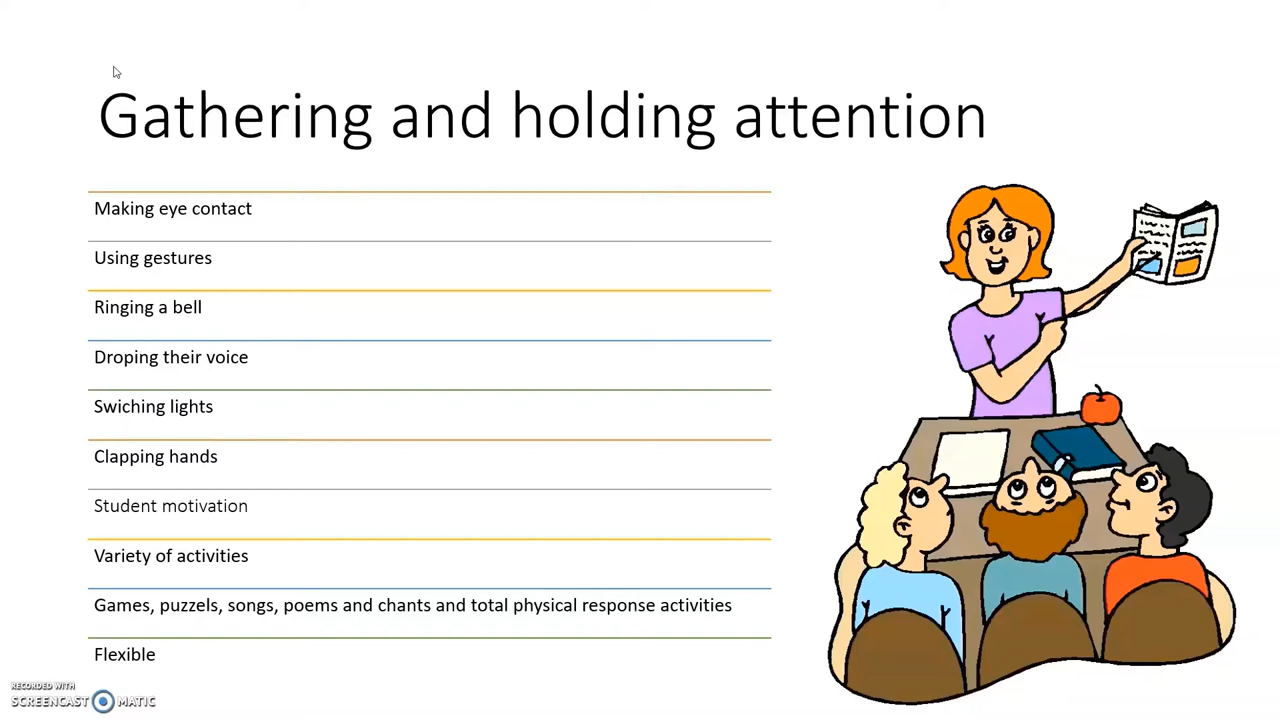 Gathering and holding attention
Making eye contact
Using gestures
Ringing a bell
Droping their voice
Swiching lights
Clapping hands
Student motivation
Variety of activities
Games, puzzels, songs, poems and chants and total physical response activities
Flexible
RECORDED WITH
SCREENCAST MATIC